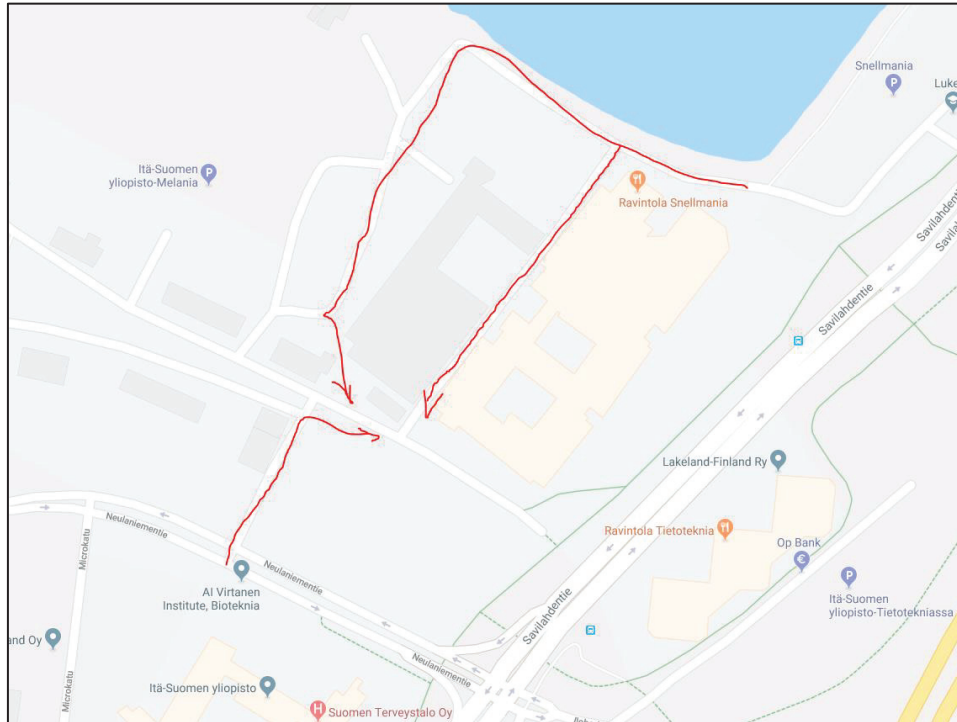 Snellmania
P
Luke
Itä-Suomen
yliopisto-Melania
P
Ravintola Snellmania
Savilahdentie
Savilahdentie
Savilahdentie
Lakeland-Finland Ry
Ravintola Tietoteknia
Op Bank
€
P
Itä-Suomen
yliopisto-Tietotekniassa
Neulaniementie
Neulaniementie
Microkatu
AI Virtanen
Institute, Bioteknia
Savilahdentie
and Oy
Neulaniementie
Neulaniementie
Itä-Suomen yliopisto
Microkatu
H
Suomen Terveystalo Oy